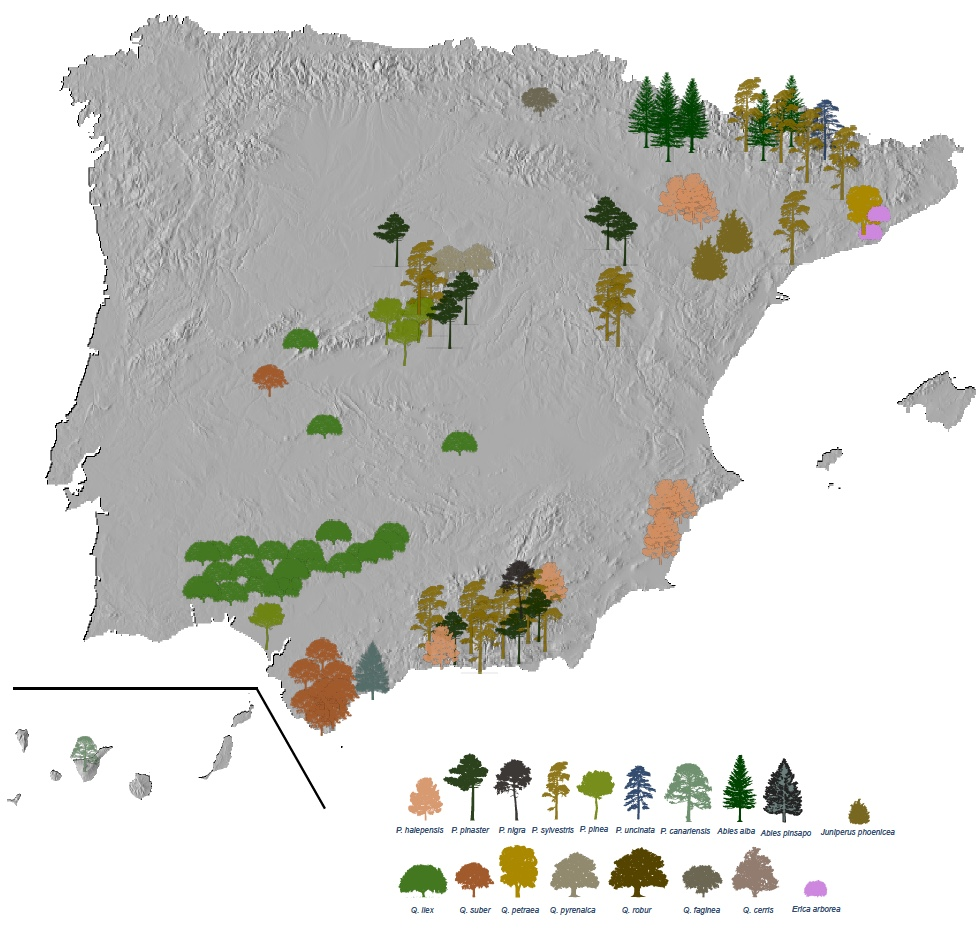 P. halepensis P. pinaster P. nigra P. sylvestris P. pinea P. uncinata P. canariensis Abies alba Abies pinsapo Juniperus phoenicea
Q. ilex Q. suber Q. petraea Q. pyrenaica Q. robur Q. faginea Q. cerris Erica arborea